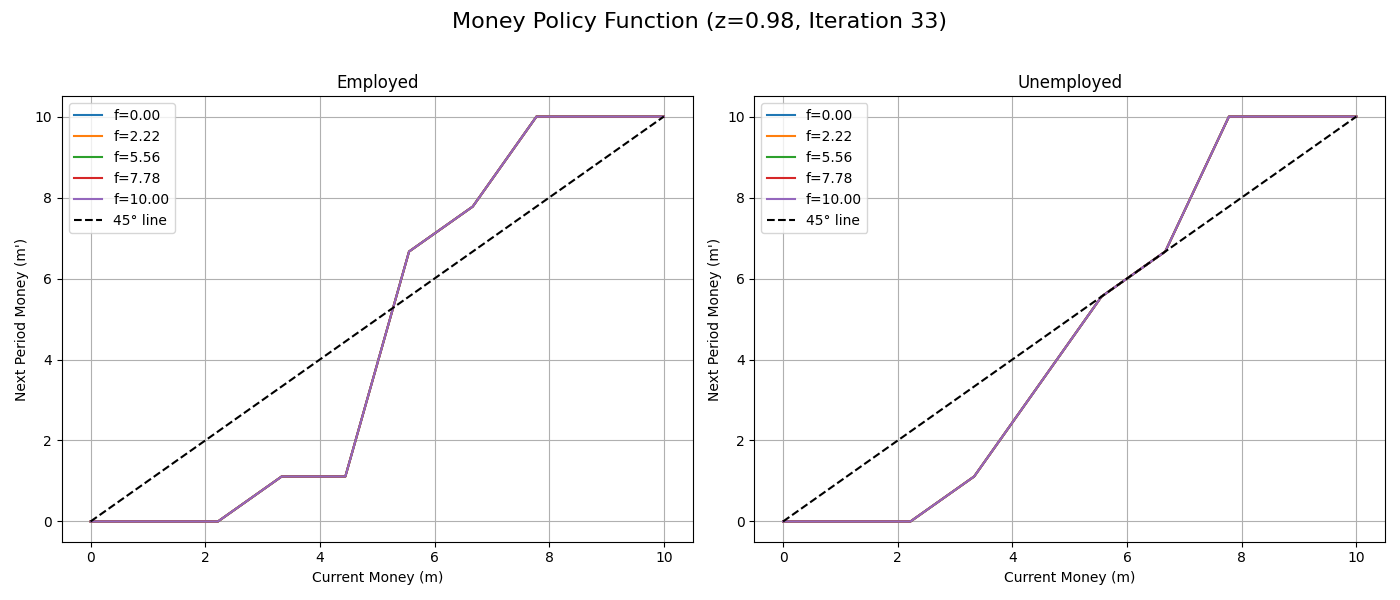 Money Policy Function (z=0.98, Iteration 33)
Employed
f=0.00
f=2.22
f=5.56
f=7.78
f=10.00
45° line
10
8
6
4
2
0
Next Period Money (m')
0 2 4 6 8 10
Current Money (m)
Unemployed
f=0.00
f=2.22
f=5.56
f=7.78
f=10.00
45° line
10
8
6
4
2
0
Next Period Money (m')
0 2 4 6 8 10
Current Money (m)